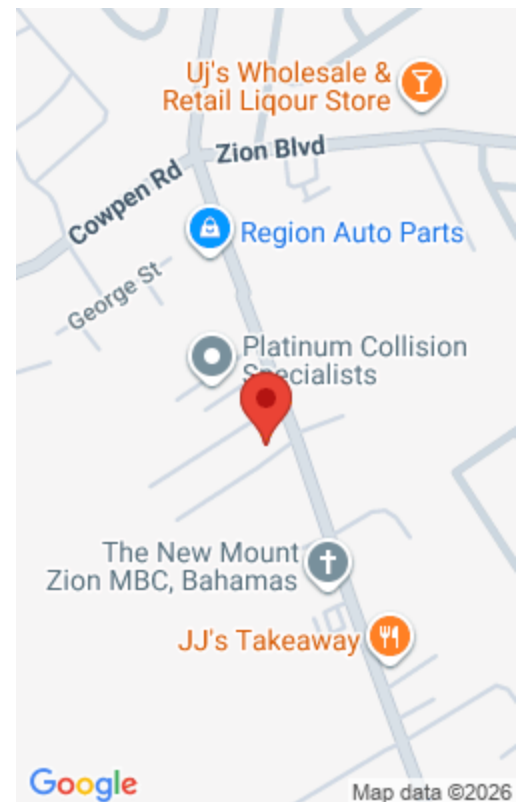 Uj's Wholesale &
Retail Liqour Store
Zion Blvd
Cowpen Rd
Region Auto Parts
George St
Platinum Collision
Specialists
The New Mount
Zion MBC, Bahamas
JJ's Takeaway
Google
Map data ©2026